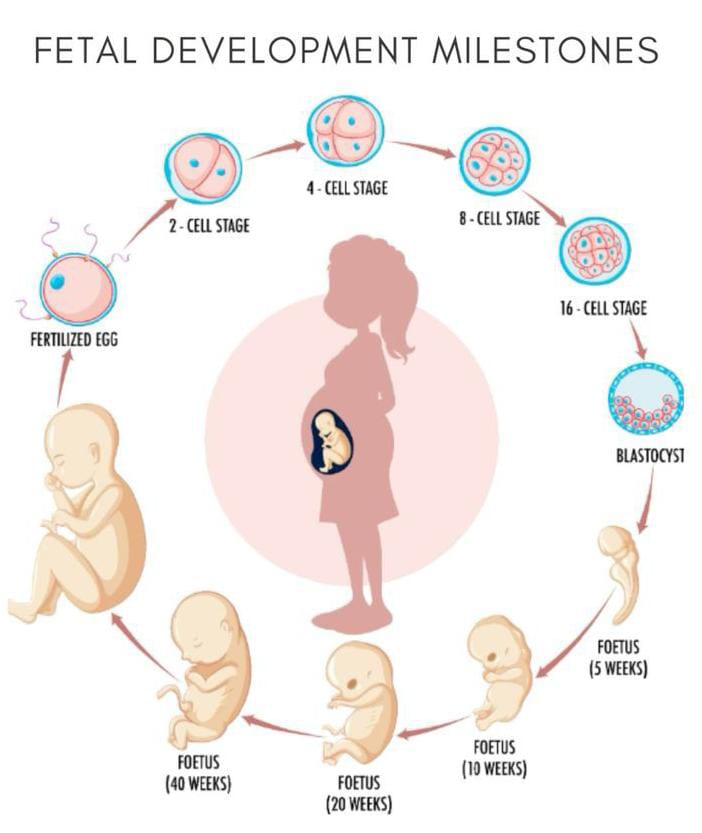 FETAL DEVELOPMENT MILESTONES
4 - CELL STAGE
2 - CELL STAGE
8 - CELL STAGE
16 - CELL STAGE
FERTILIZED EGG
BLASTOCYST
FOETUS
(5 WEEKS)
FOETUS
(10 WEEKS)
FOETUS
(20 WEEKS)
FOETUS
(40 WEEKS)